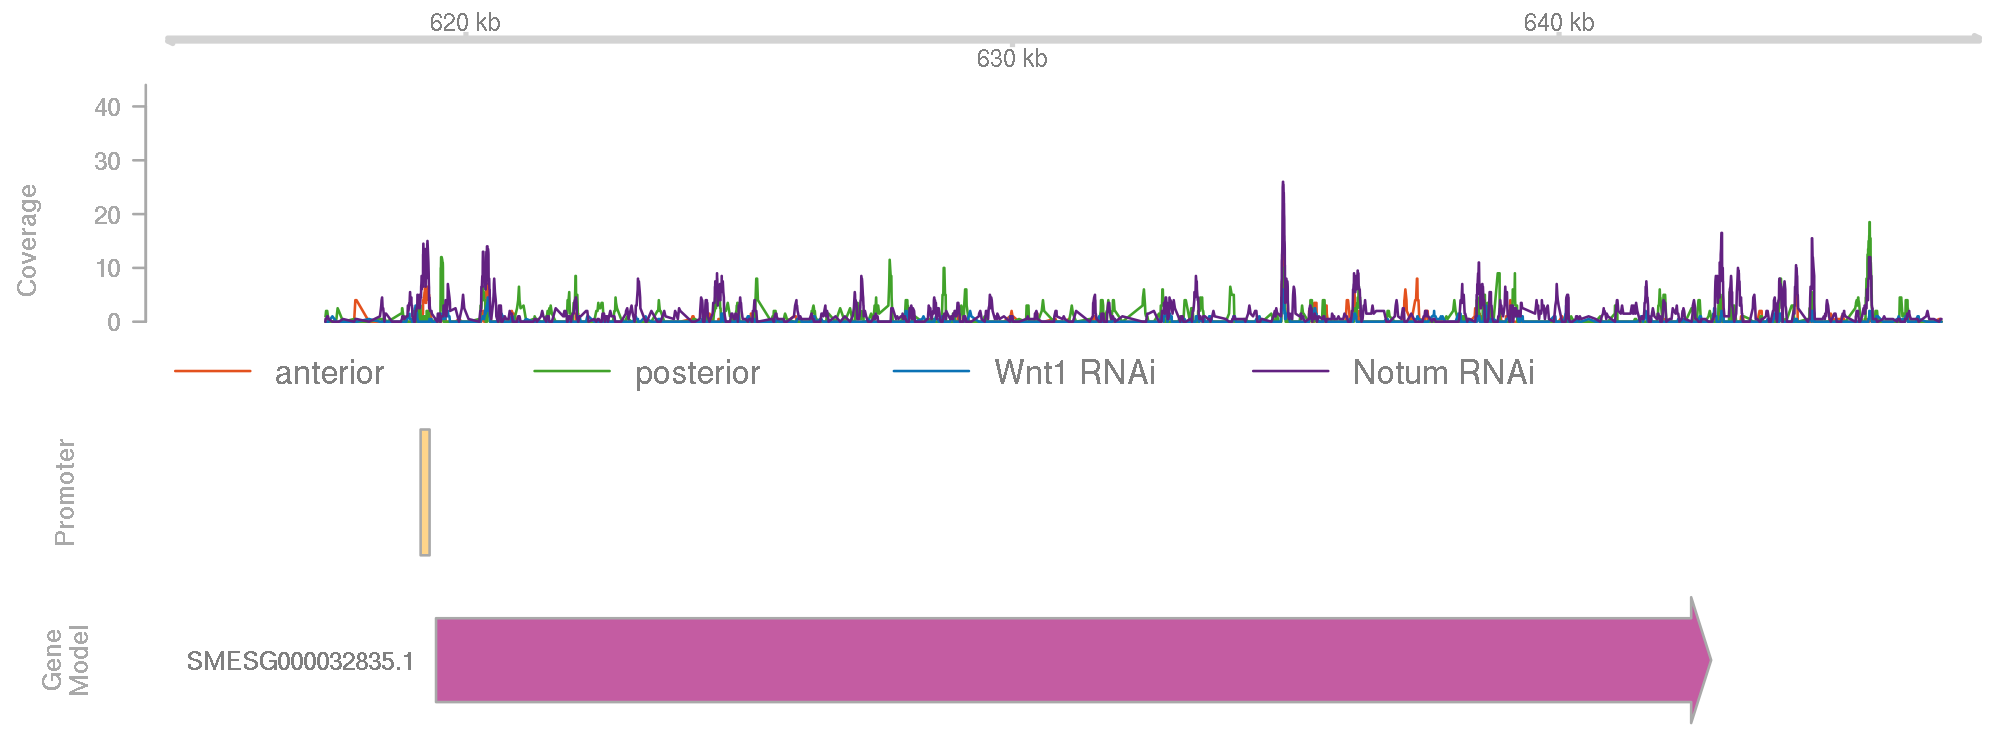 620 kb
640 kb
630 kb
Coverage
40
30
20
10
0
anterior posterior Wnt1 RNAi Notum RNAi
Promoter
Gene
Model
SMESG000032835.1